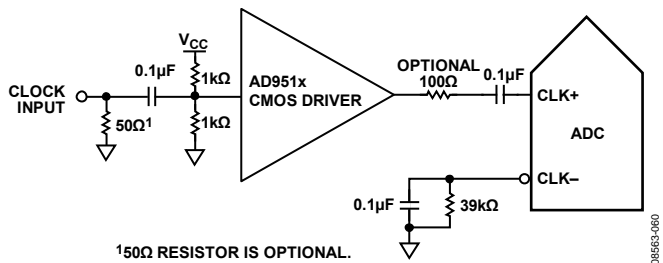 CLOCK
INPUT
50Ω¹
0.1µF
VCC
1kΩ
1kΩ
AD951x
CMOS DRIVER
OPTIONAL
100Ω
0.1µF
CLK+
ADC
CLK–
0.1µF
39kΩ
¹50Ω RESISTOR IS OPTIONAL.
08563-060